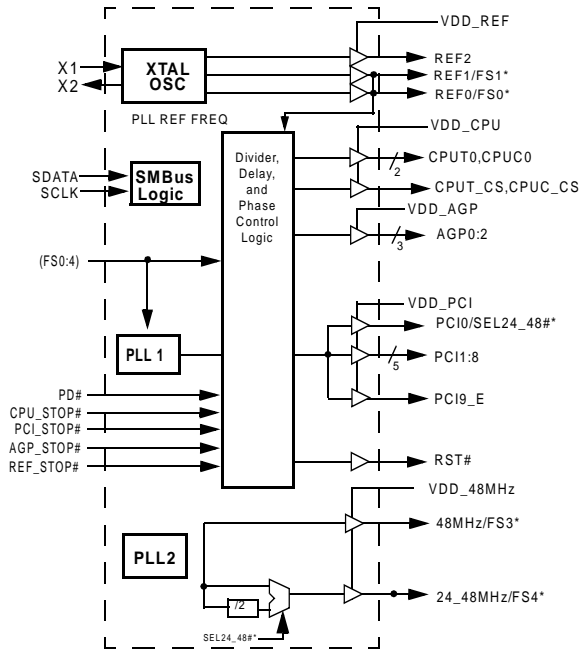 VDD_REF
X1
X2
XTAL
OSC
REF2
REF1/FS1*
REF0/FS0*
PLL REF FREQ
VDD_CPU
SDATA
SCLK
SMBus
Logic
Divider,
Delay,
and
Phase
Control
Logic
2
CPUT0,CPUC0
CPUT_CS,CPUC_CS
VDD_AGP
3
AGP0:2
(FS0:4)
VDD_PCI
PCI0/SEL24_48#*
PLL 1
5
PCI1:8
PCI9_E
PD#
CPU_STOP#
PCI_STOP#
AGP_STOP#
REF_STOP#
RST#
VDD_48MHz
48MHz/FS3*
PLL2
/2
24_48MHz/FS4*
SEL24_48#*